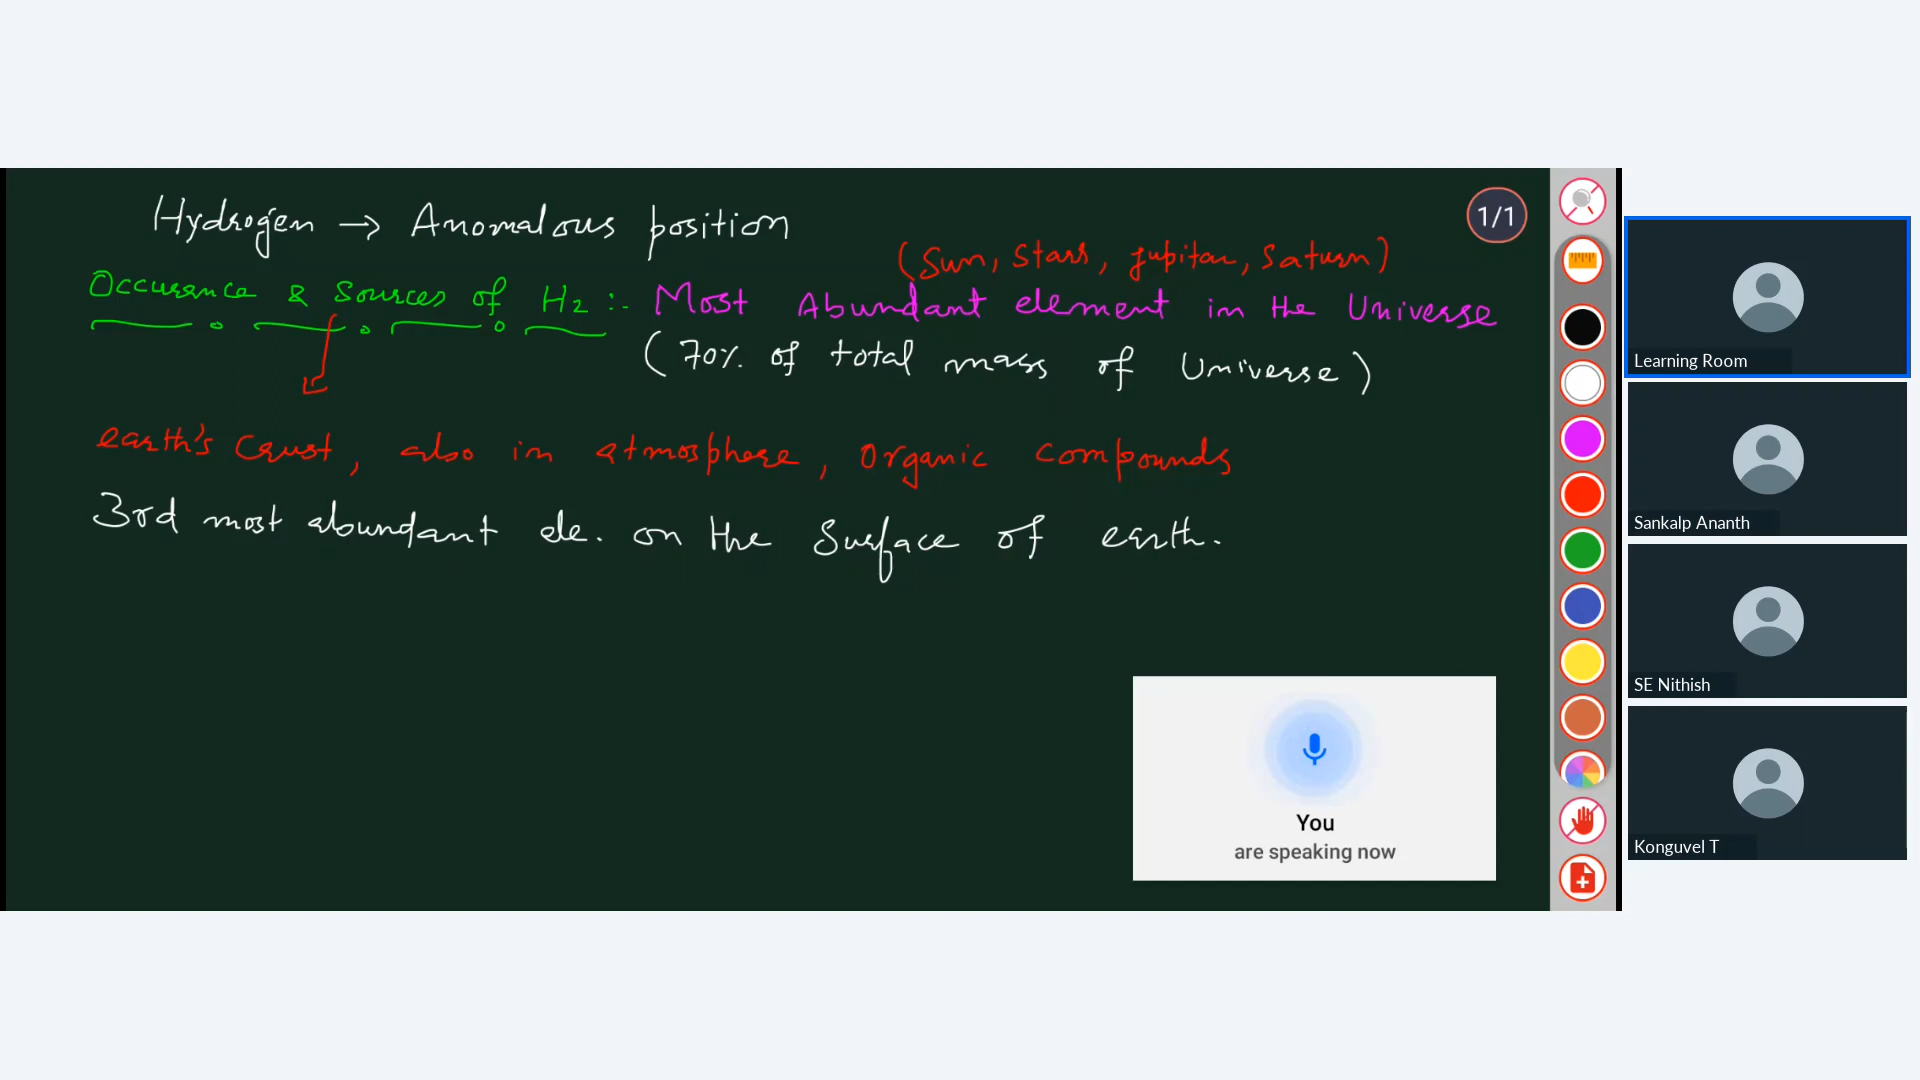 Hydrogen → Anomalous position
1/1
(Sun, Stars, Jupitar, Saturn)
Occurance & Sources of H2 :- Most Abundant element in the Universe
(70% of total mass of Universe)
earth's Crust, also in atmosphere, Organic Compounds
3rd most abundant ele. on the Surface of earth.
You
are speaking now
Learning Room
Sankalp Ananth
SE Nithish
Konguvel T